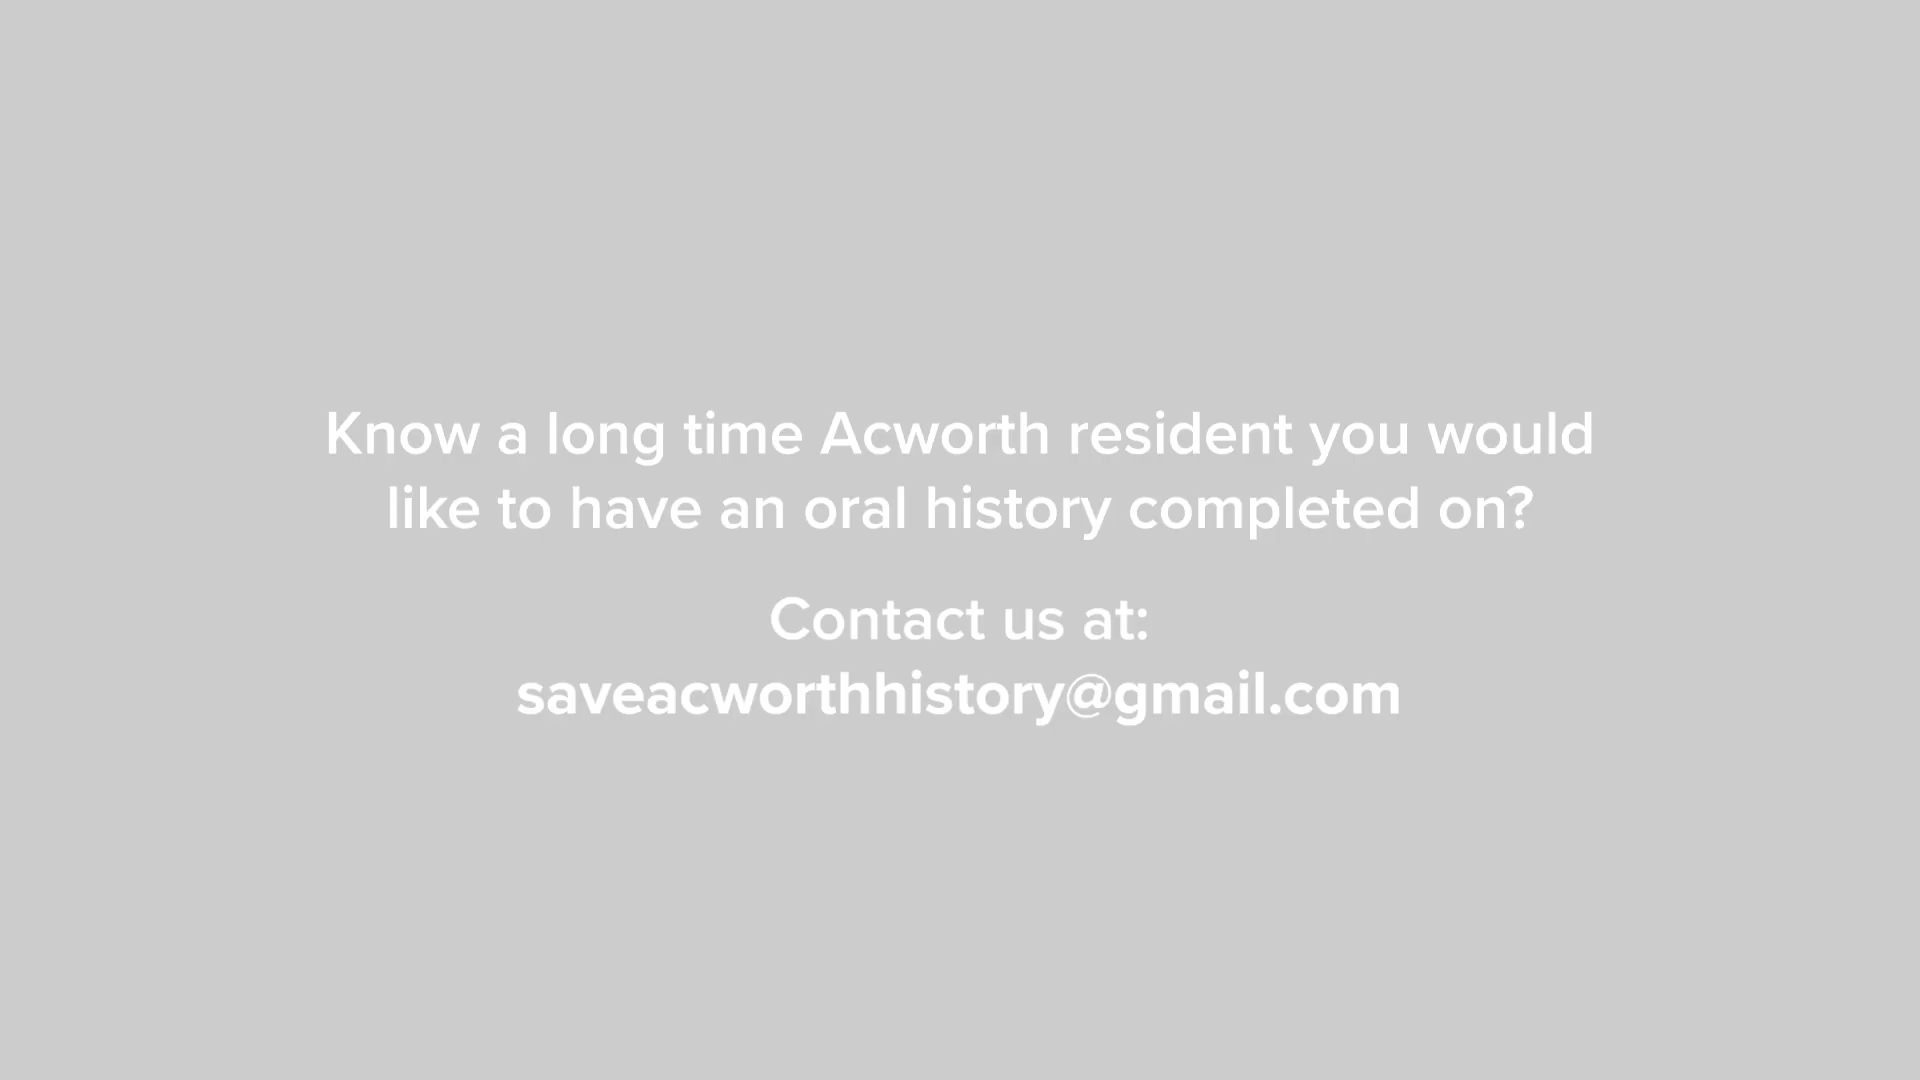 Know a long time Acworth resident you would
like to have an oral history completed on?
Contact us at:
saveacworthhistory@gmail.com